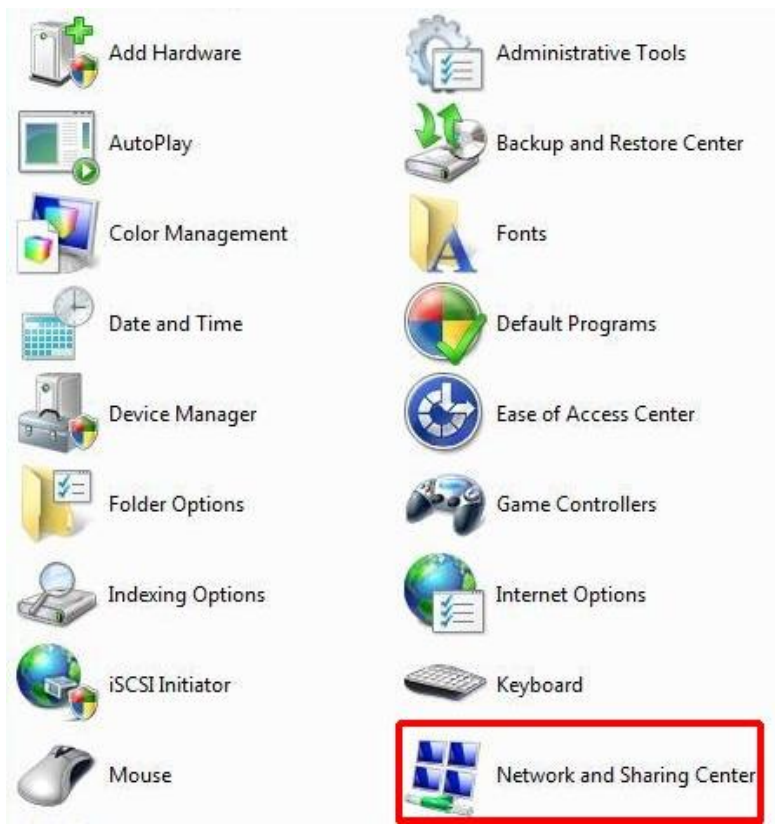 Add Hardware
Administrative Tools
AutoPlay
Backup and Restore Center
Color Management
Fonts
Date and Time
Default Programs
Device Manager
Ease of Access Center
Folder Options
Game Controllers
Indexing Options
Internet Options
iSCSI Initiator
Keyboard
Mouse
Network and Sharing Center